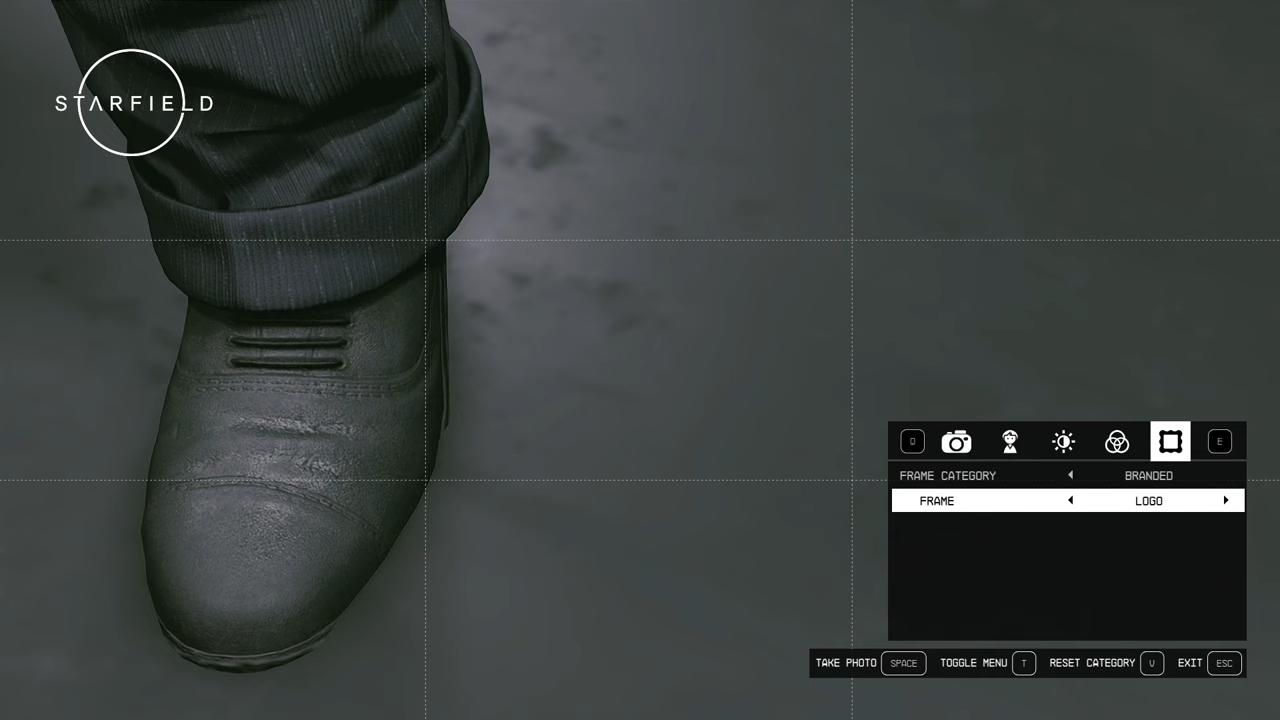 STARFIELD
Q
E
FRAME CATEGORY
BRANDED
FRAME
LOGO
TAKE PHOTO SPACE TOGGLE MENU T RESET CATEGORY V EXIT ESC